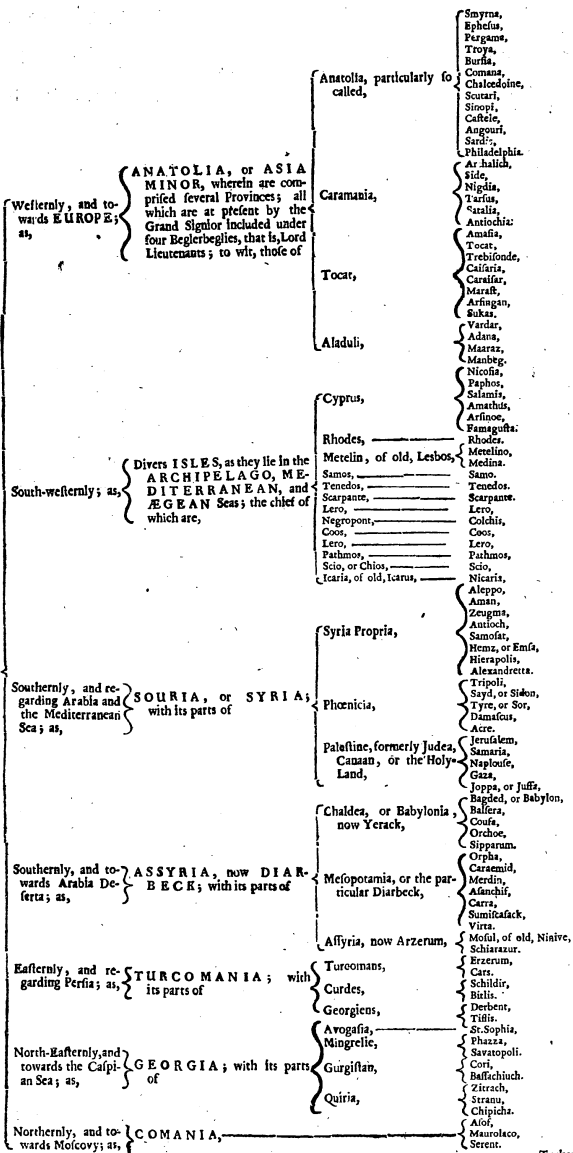 Westernly, and to-
wards EUROPE;
as,
ANATOLIA, or ASIA
MINOR, wherein are com-
prised several Provinces; all
which are at present by the
Grand Signior included under
four Beglerbeglies, that is, Lord
Lieutenants; to wit, those of
Anatolia, particularly so
called,
Smyrna,
Ephesus,
Pergama,
Troya,
Bursia,
Comana,
Chalcedoine,
Scutari,
Sinopi,
Castele,
Angouri,
Sardis,
Philadelphia.
Caramania,
Side,
Nigdia,
Tarsus,
Satalia,
Antiochia:
Tocat,
Amasia,
Tocat,
Trebisonde,
Caisaria,
Caraisar,
Marast,
Arsingan,
Sukas.
Aladuli,
Vardar,
Adana,
Maaraz,
Manbeg.
South-westernly; as,
Divers ISLES, as they lie in the
ARCHIPELAGO, ME-
DITERRANEAN, and
ÆGEAN Seas; the chief of
which are,
Cyprus,
Nicosia,
Paphos,
Salamis,
Amathus,
Arsinoe,
Famagusta.
Rhodes, Rhodes.
Metelin, of old, Lesbos,
Metelino,
Medina.
Samos, Samo.
Tenedos, Tenedos.
Scarpante, Scarpante.
Lero, Lero,
Negropont, Colchis,
Coos, Coos,
Lero, Lero,
Pathmos, Pathmos,
Scio, or Chios, Scio,
Icaria, of old, Icarus, Nicaria,
Southernly, and re-
garding Arabia and
the Mediterranean
Sea; as,
SOURIA, or SYRIA;
with its parts of
Syria Propria,
Aleppo,
Aman,
Zeugma,
Antioch,
Samosat,
Hemz, or Emsa,
Hierapolis,
Alexandretta.
Phœnicia,
Tripoli,
Sayd, or Sidon,
Tyre, or Sor,
Damascus,
Acre.
Palestine, formerly Judea,
Canaan, or the Holy-
Land,
Jerusalem,
Samaria,
Naplouse,
Gaza,
Joppa, or Juffa,
Southernly, and to-
wards Arabia De-
serta; as,
ASSYRIA, now DIAR-
BECK; with its parts of
Chaldea, or Babylonia,
now Yerack,
Bagded, or Babylon,
Balsera,
Coufa,
Orchoe,
Sipparum.
Mesopotamia, or the par-
ticular Diarbeck,
Orpha,
Caraemid,
Merdin,
Asanchif,
Carra,
Sumiscasack,
Virta.
Assyria, now Arzerum,
Mosul, of old, Ninive,
Schiarazur.
Easternly, and re-
garding Persia; as,
TURCOMANIA; with
its parts of
Turcomans,
Erzerum,
Cars.
Curdes,
Schildir,
Bitlis.
Georgiens,
Derbent,
Tiflis.
North-Easternly, and
towards the Caspi-
an Sea; as,
GEORGIA; with its parts
of
Avogasia, St.Sophia,
Mingrelie,
Phazza,
Savatopoli.
Gurgistan,
Cori,
Bassachiuch.
Quiria,
Zitrach,
Stranu,
Chipicha.
Northernly, and to-
wards Moscovy; as,
COMANIA,
Asof,
Maurolaco,
Serent.